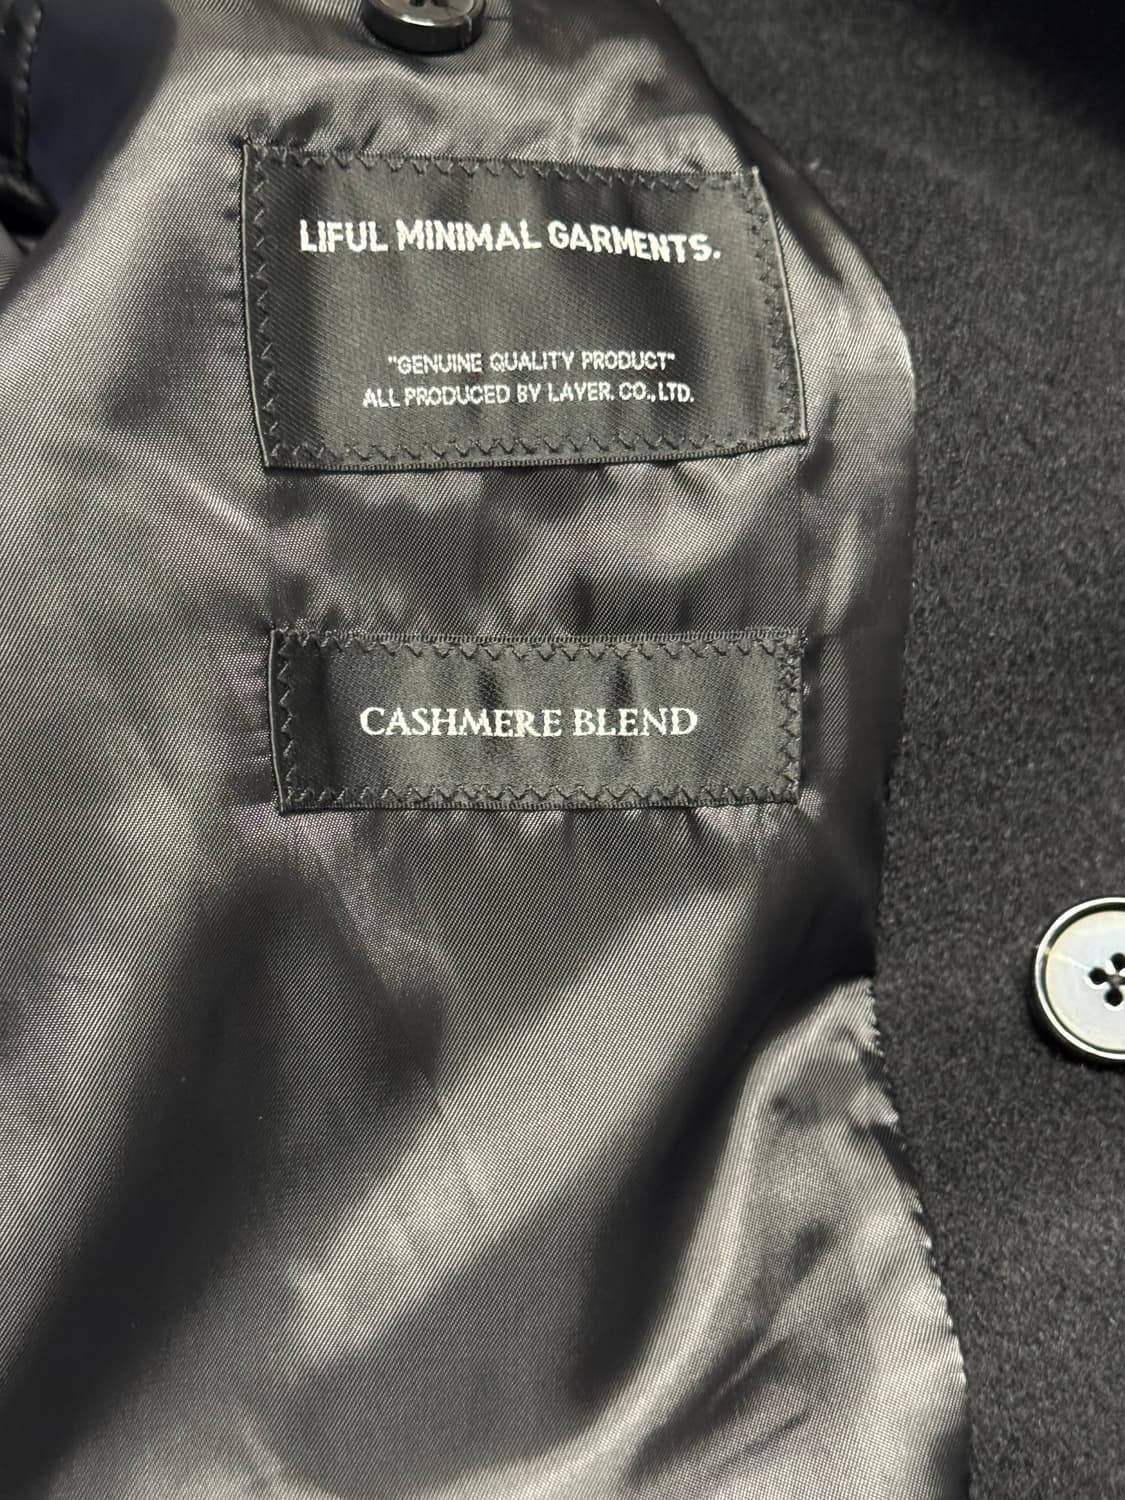 LIFUL MINIMAL GARMENTS.
"GENUINE QUALITY PRODUCT"
ALL PRODUCED BY LAYER. CO., LTD.
CASHMERE BLEND